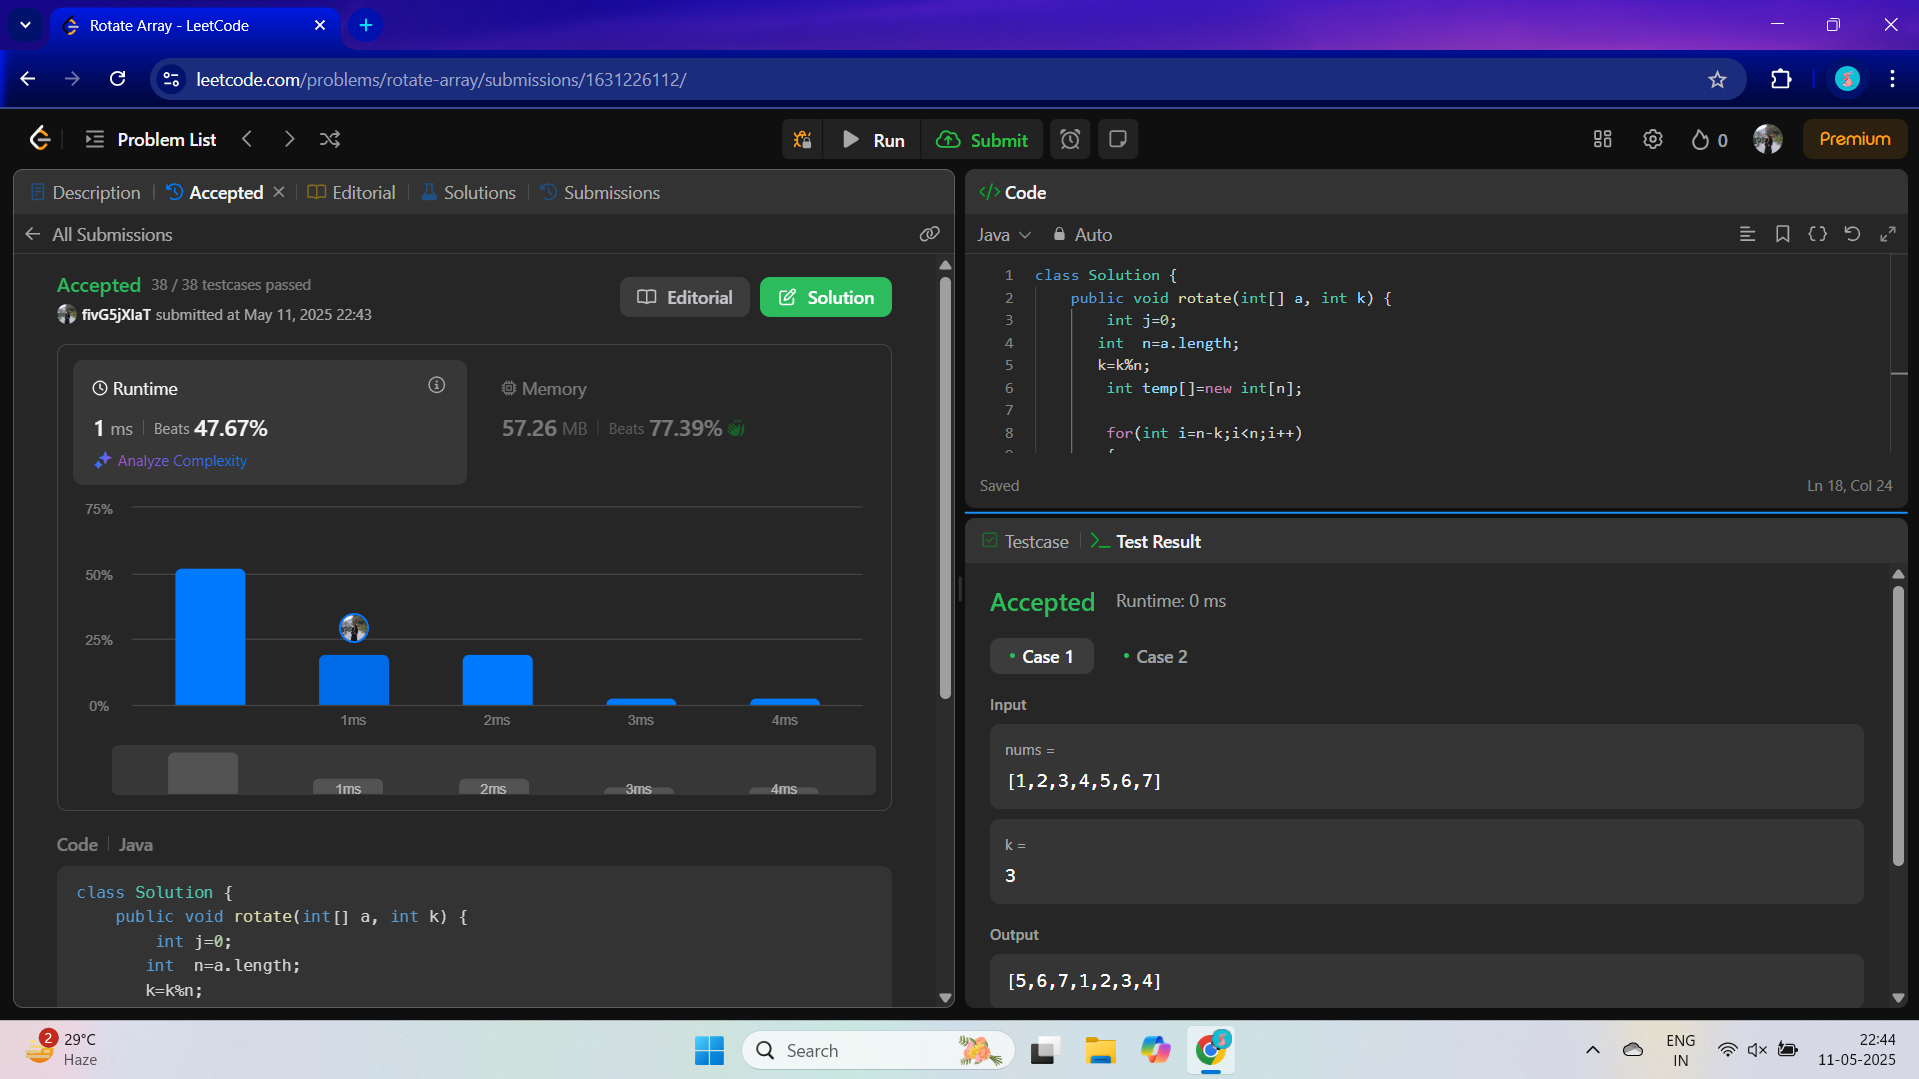 Rotate Array - LeetCode
leetcode.com/problems/rotate-array/submissions/1631226112/
Problem List
Run
Submit
0
Premium
Description
Accepted
Editorial
Solutions
Submissions
All Submissions
Accepted 38 / 38 testcases passed
fivG5jXIaT submitted at May 11, 2025 22:43
Editorial
Solution
Runtime
1 ms Beats 47.67%
Analyze Complexity
Memory
57.26 MB Beats 77.39%
75%
50%
25%
0%
1ms 2ms 3ms 4ms
1ms 2ms 3ms 4ms
Code Java
class Solution {
public void rotate(int[] a, int k) {
int j=0;
int  n=a.length;
k=k%n;
</> Code
Java
Auto
1 class Solution {
2 public void rotate(int[] a, int k) {
3 int j=0;
4 int  n=a.length;
5 k=k%n;
6 int temp[]=new int[n];
7
8 for(int i=n-k;i<n;i++)
Saved
Ln 18, Col 24
Testcase
Test Result
Accepted Runtime: 0 ms
Case 1
Case 2
Input
nums =
[1,2,3,4,5,6,7]
k =
3
Output
[5,6,7,1,2,3,4]
2
29°C
Haze
Search
ENG
IN
22:44
11-05-2025